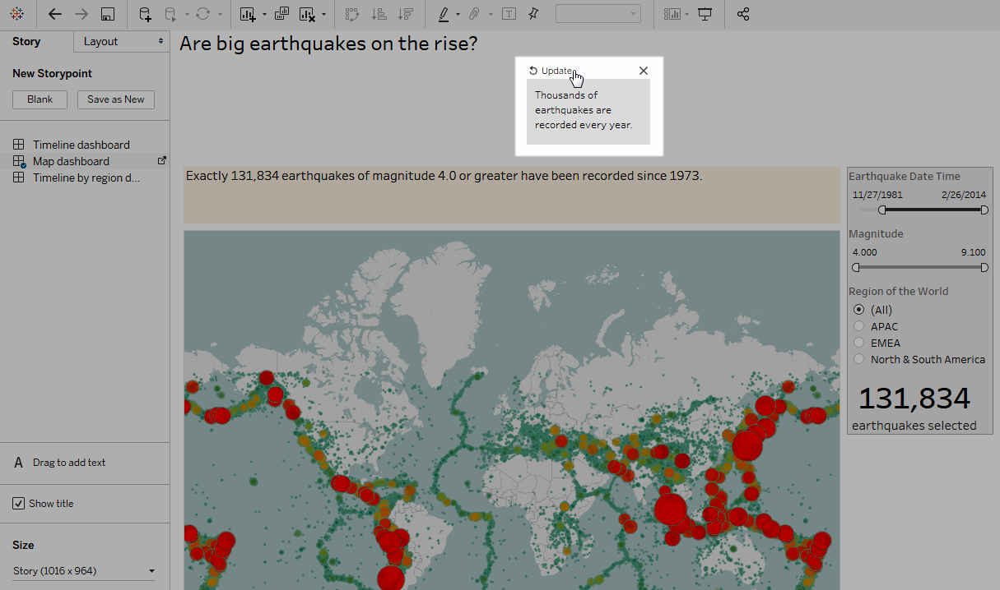 Story
Layout
New Storypoint
Blank
Save as New
Timeline dashboard
Map dashboard
Timeline by region d...
A Drag to add text
Show title
Size
Story (1016 x 964)
Are big earthquakes on the rise?
Update
Thousands of
earthquakes are
recorded every year.
Exactly 131,834 earthquakes of magnitude 4.0 or greater have been recorded since 1973.
Earthquake Date Time
11/27/1981 2/26/2014
Magnitude
4.000 9.100
Region of the World
(All)
APAC
EMEA
North & South America
131,834
earthquakes selected